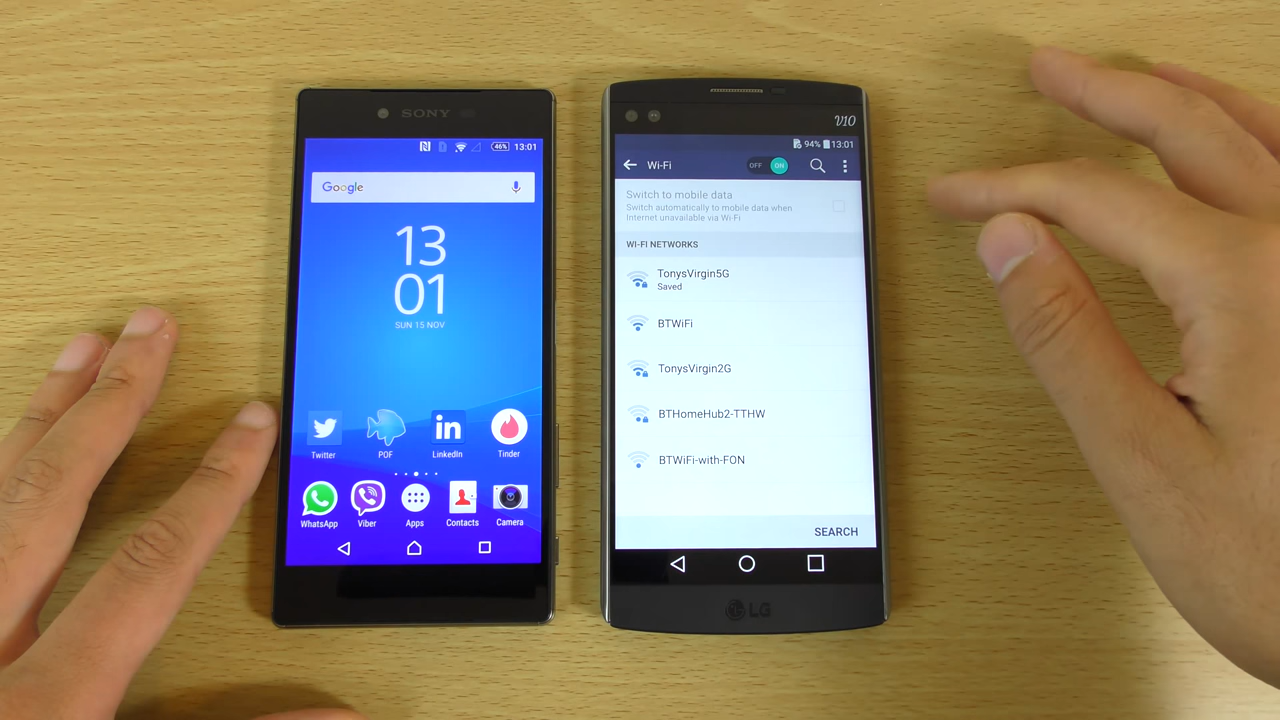 SONY
46% 13:01
Google
13
01
SUN 15 NOV
Twitter
POF
in
LinkedIn
Tinder
WhatsApp
Viber
Apps
Contacts
Camera
V10
94% 13:01
Wi-Fi
OFF
ON
Switch to mobile data
Switch automatically to mobile data when
Internet unavailable via Wi-Fi
WI-FI NETWORKS
TonysVirgin5G
Saved
BTWiFi
TonysVirgin2G
BTHomeHub2-TTHW
BTWiFi-with-FON
SEARCH
LG